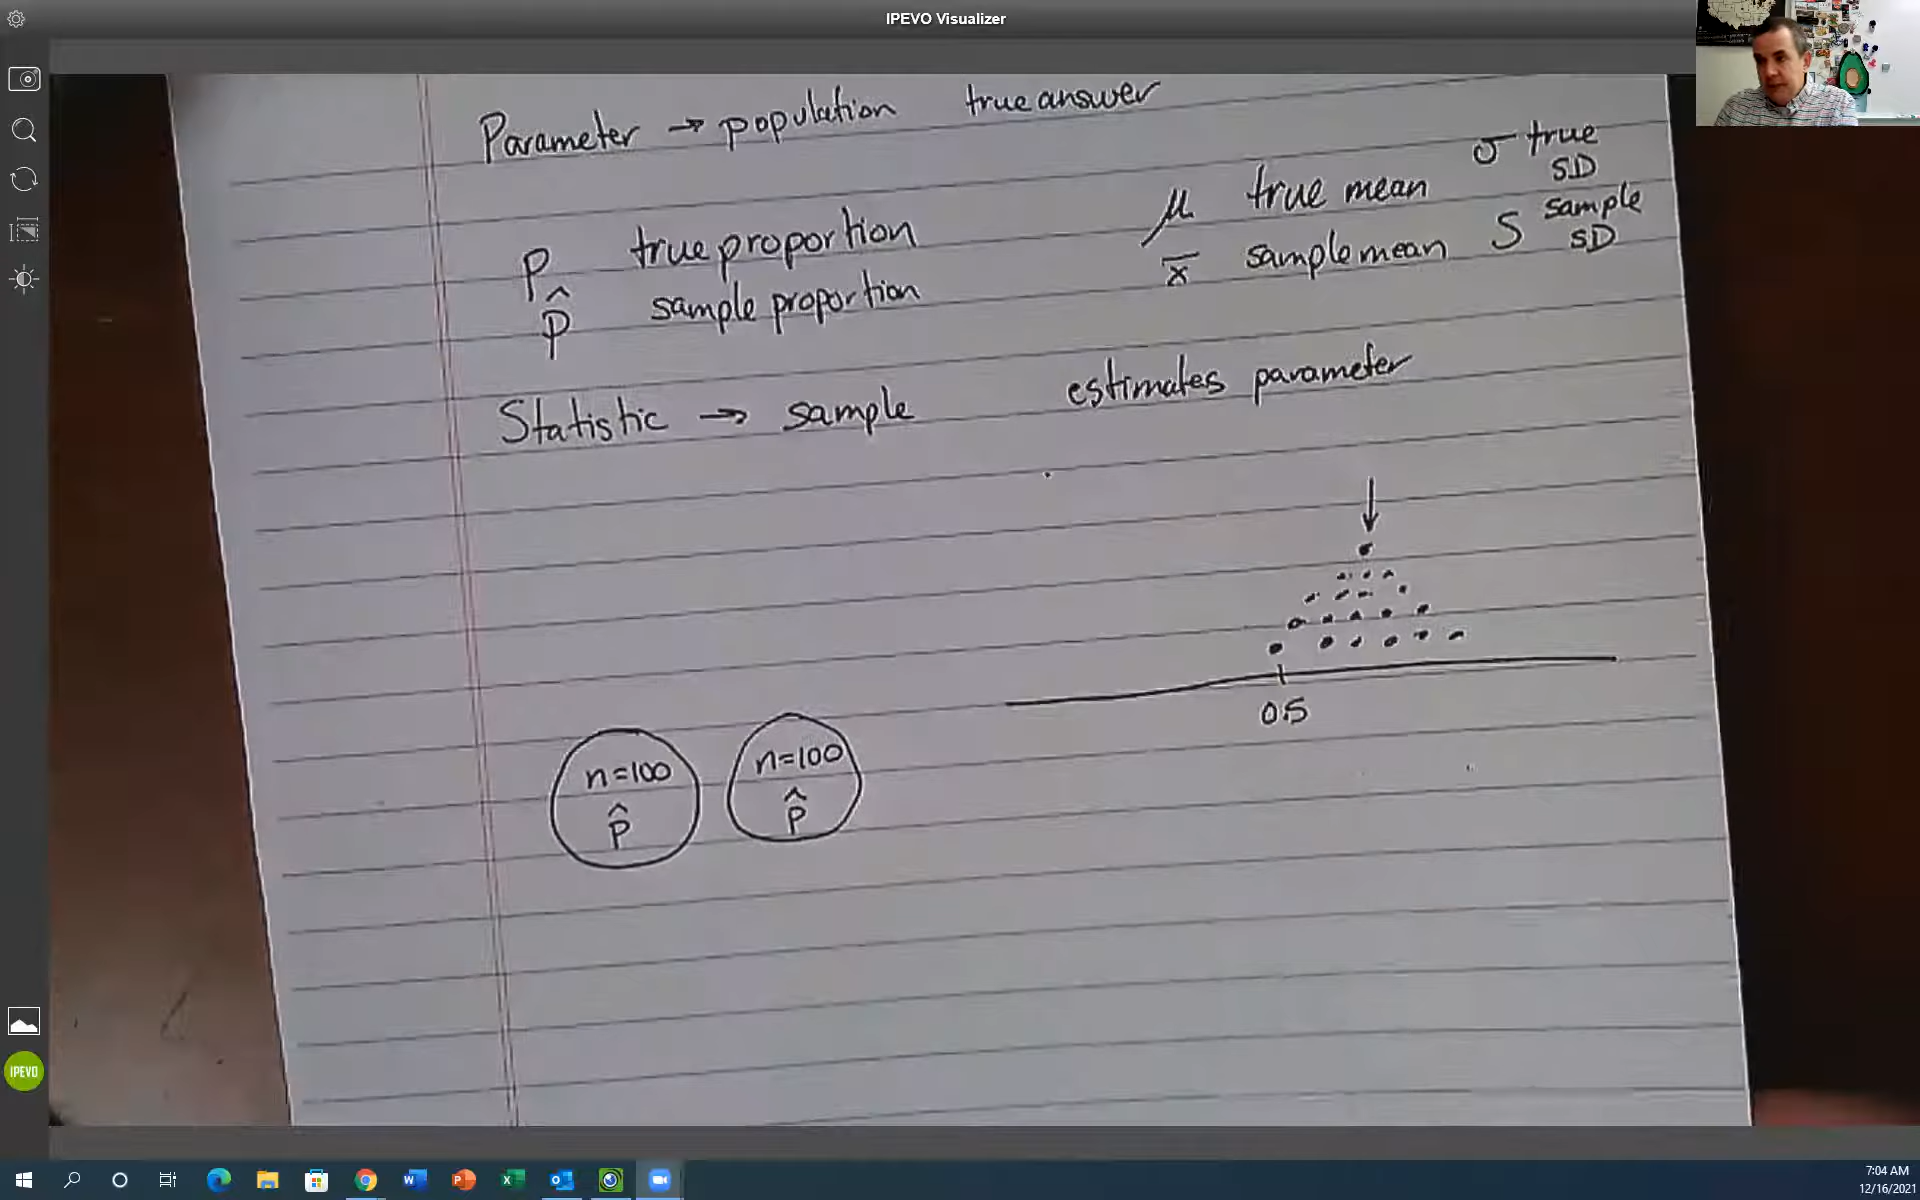 IPEVO Visualizer
Parameter → population true answer
p true proportion
p̂ sample proportion
μ true mean
x̄ sample mean
σ true SD
S sample SD
Statistic → sample estimates parameter
0.5
n=100
p̂
n=100
p̂
IPEVO
7:04 AM
12/16/2021